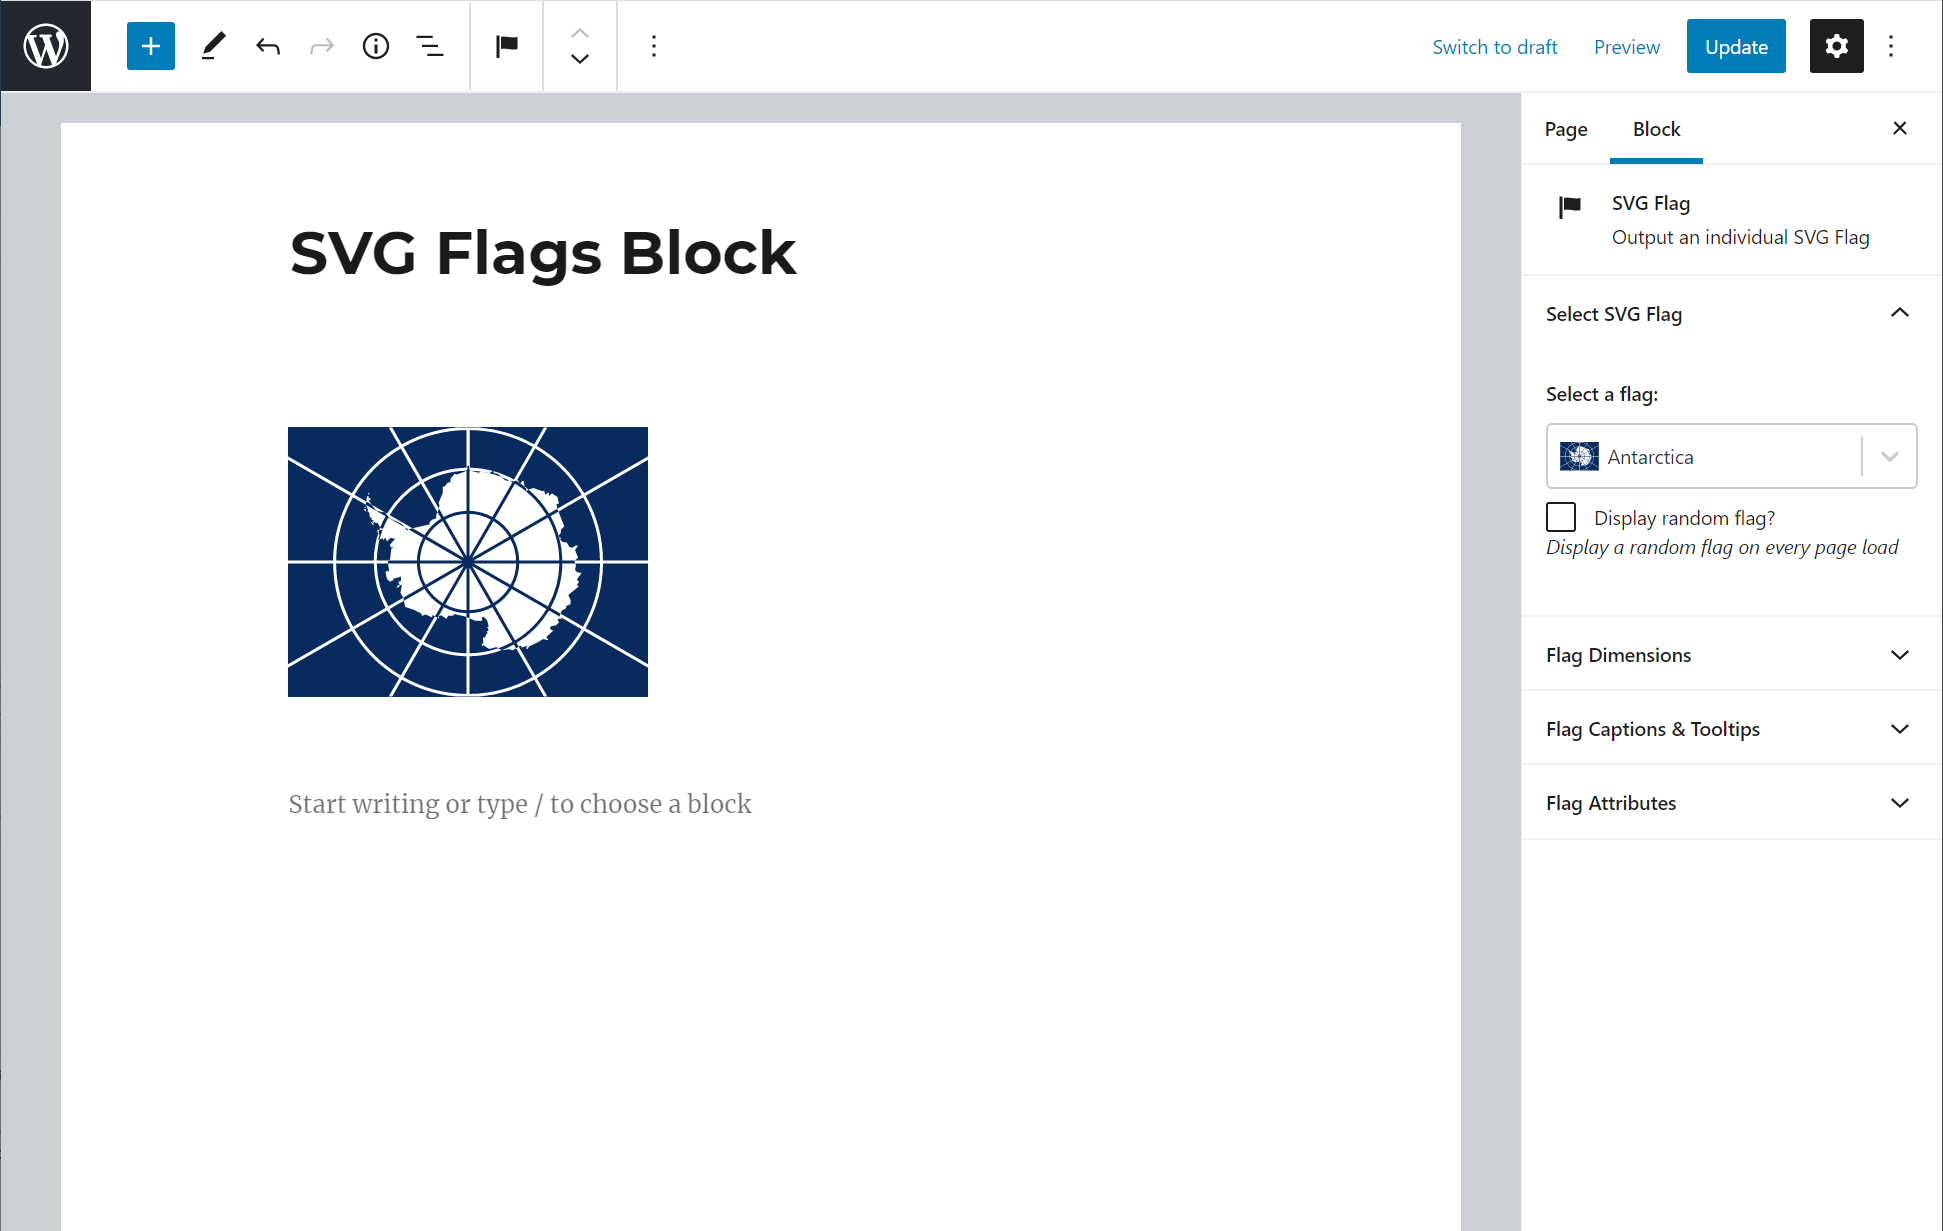 Switch to draft
Preview
Update
Page
Block
SVG Flag
Output an individual SVG Flag
SVG Flags Block
Start writing or type / to choose a block
Select SVG Flag
Select a flag:
Antarctica
Display random flag?
Display a random flag on every page load
Flag Dimensions
Flag Captions & Tooltips
Flag Attributes